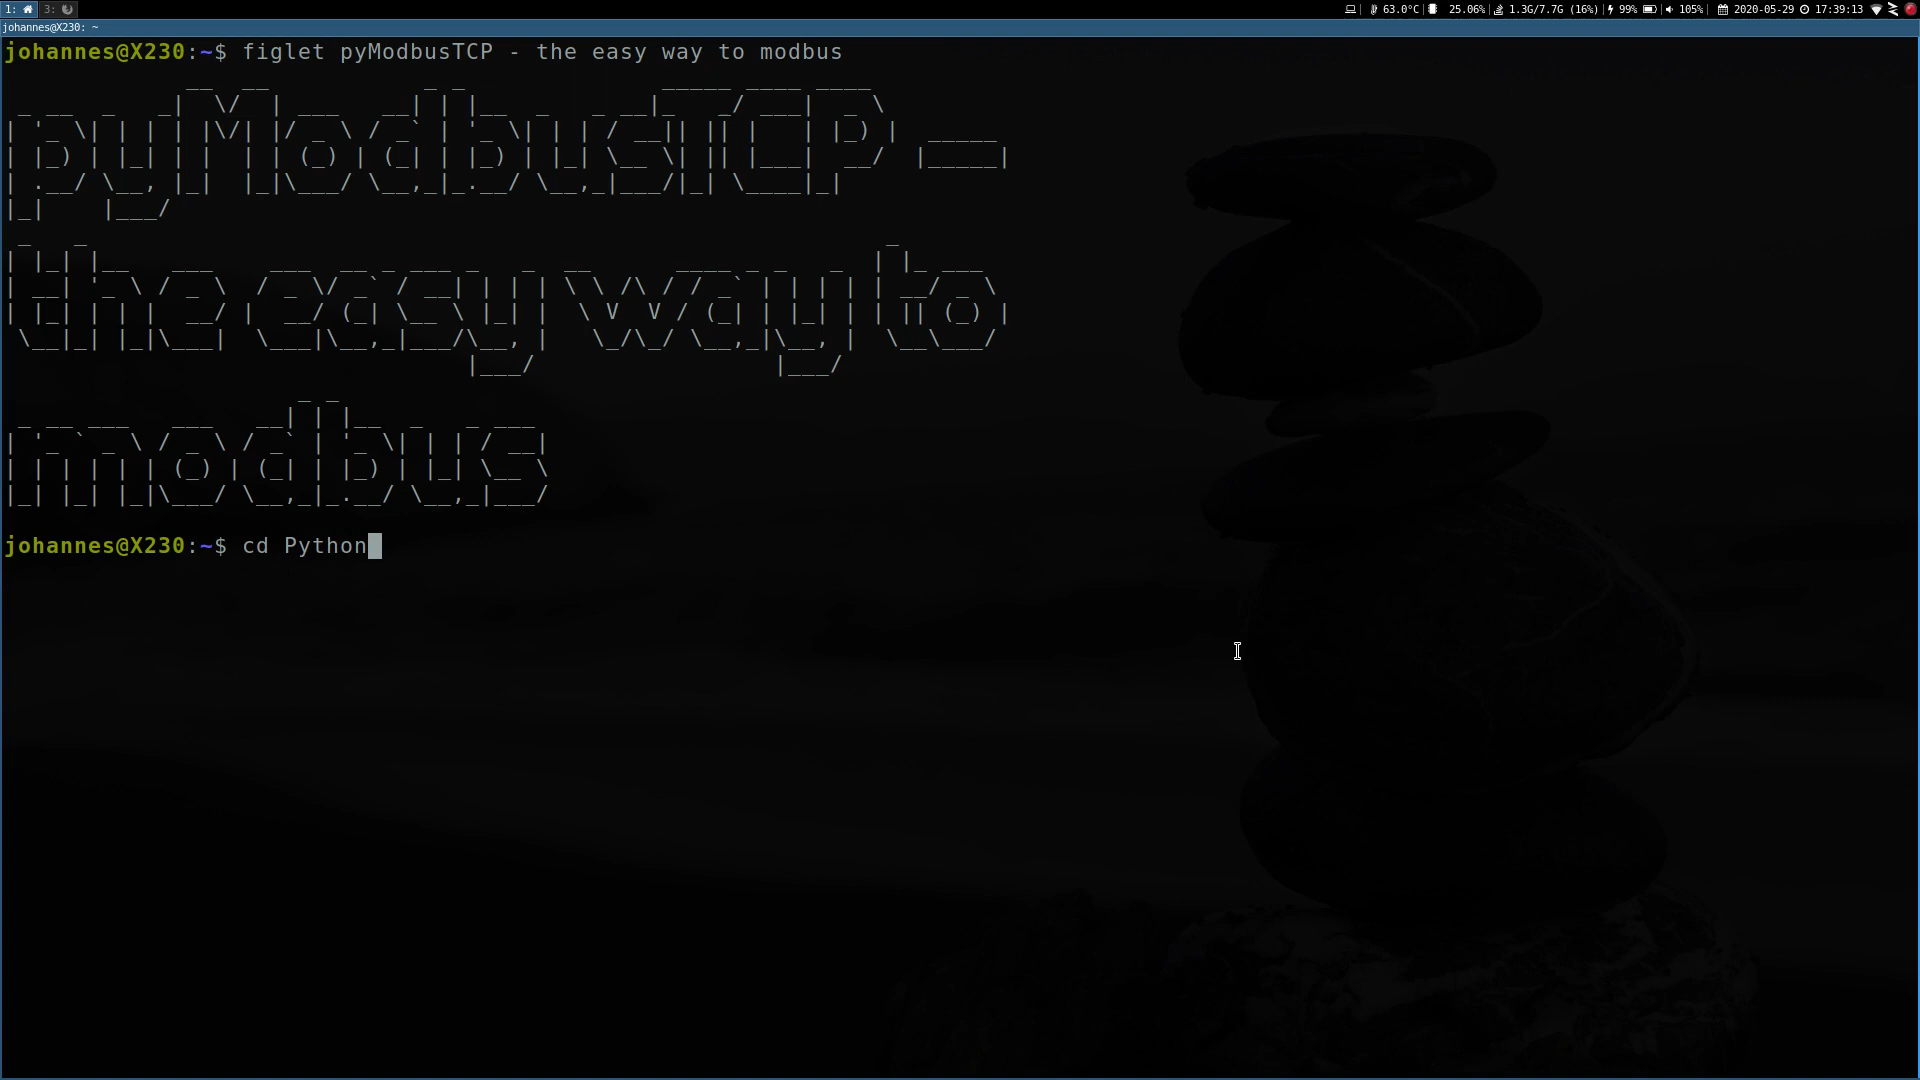 1: 3: 63.0°C 25.06% 1.3G/7.7G (16%) 99% 105% 2020-05-29 17:39:13
johannes@X230: ~
johannes@X230:~$ figlet pyModbusTCP - the easy way to modbus
pyModbusTCP -
the easy way to
modbus
johannes@X230:~$ cd Python